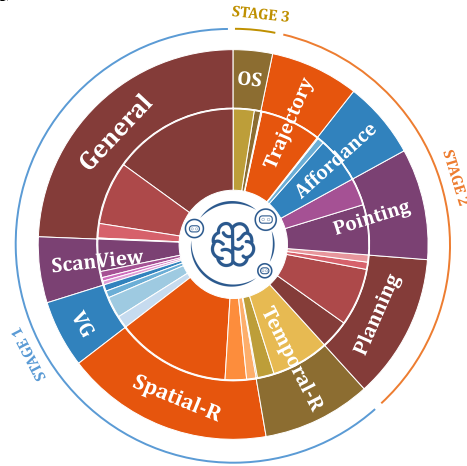 STAGE 3
OS
Trajectory
Affordance
Pointing
STAGE 2
Planning
Temporal-R
Spatial-R
VG
STAGE 1
ScanView
General